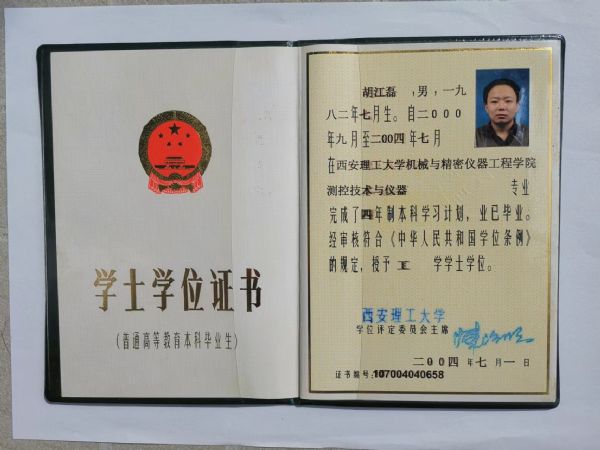 学士学位证书
(普通高等教育本科毕业生)
胡江磊 ,男,一九
八二年七月生。自二000
年九月至二00四年七月
在西安理工大学机械与精密仪器工程学院
测控技术与仪器 专业
完成了四年制本科学习计划,业已毕业。
经审核符合《中华人民共和国学位条例》
的规定,授予 工 学学士学位。
西安理工大学
学位评定委员会主席
二00四年七月一日
证书编号:107004040658